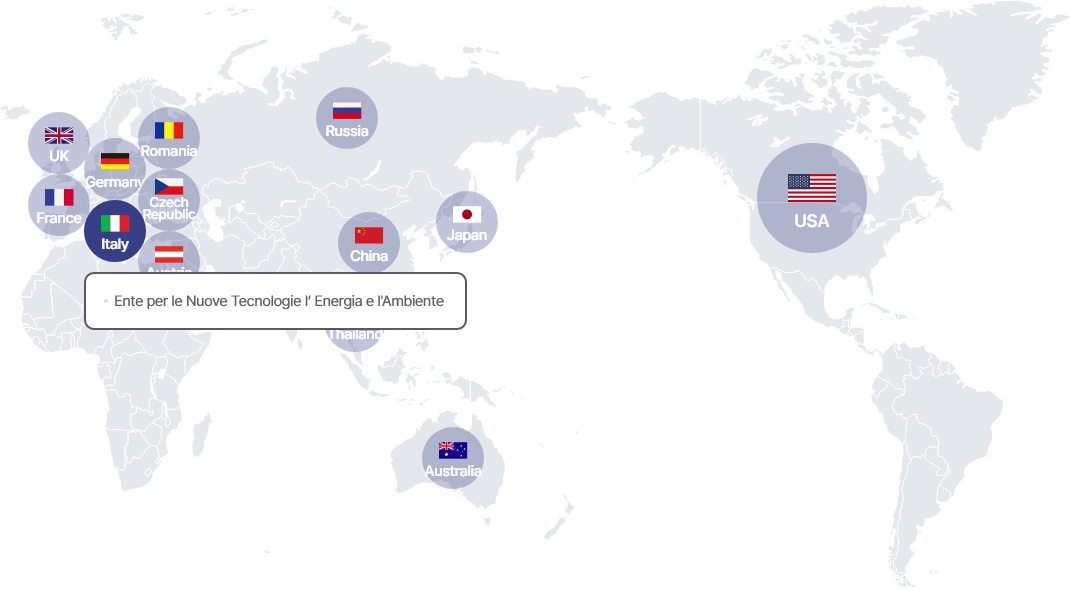 UK
Romania
Russia
Germany
France
Czech
Republic
Italy
Austria
China
Japan
USA
• Ente per le Nuove Tecnologie l’ Energia e l'Ambiente
Thailand
Australia